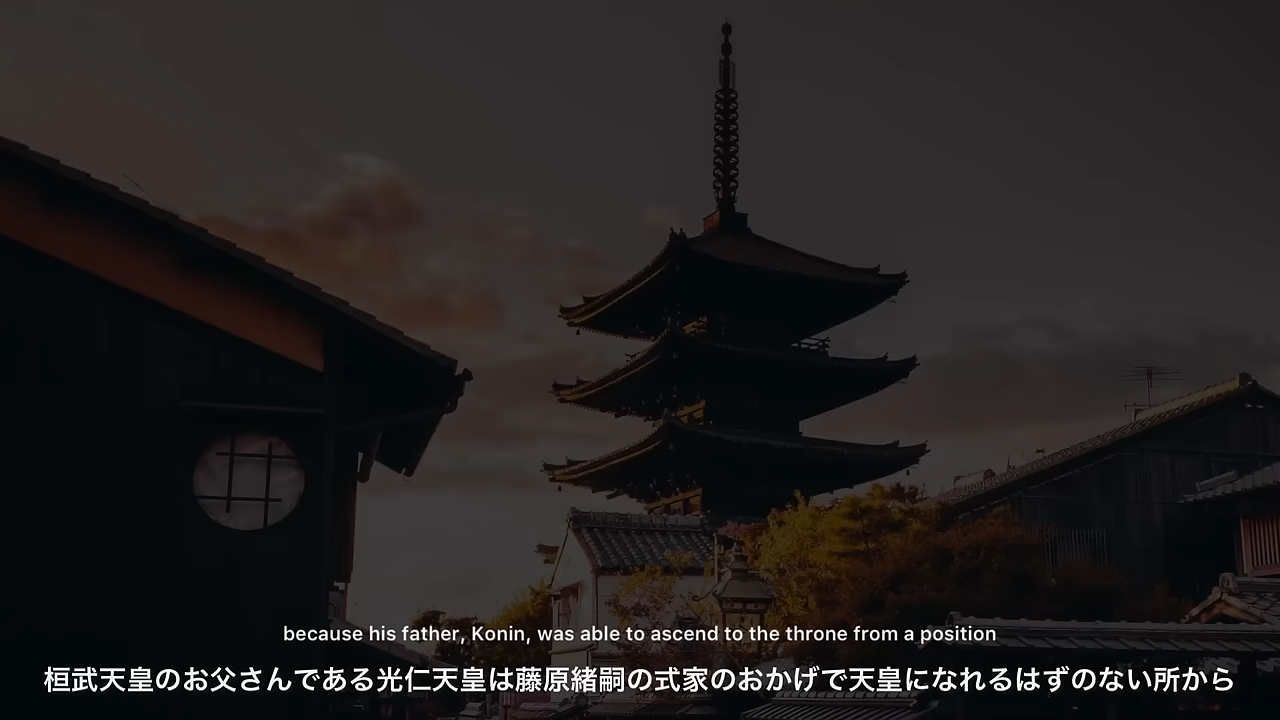 because his father, Konin, was able to ascend to the throne from a position
桓武天皇のお父さんである光仁天皇は藤原緒嗣の式家のおかげで天皇になれるはずのない所から